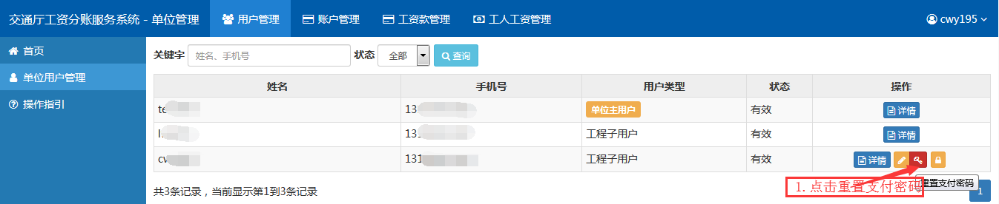 交通厅工资分账服务系统 - 单位管理 用户管理 账户管理 工资款管理 工人工资管理 cwy195
首页
单位用户管理
操作指引
关键字 姓名、手机号 状态 全部 查询
姓名 手机号 用户类型 状态 操作
te 13 单位主用户 有效 详情
13 工程子用户 有效 详情
cw 131 工程子用户 有效 详情
重置支付密码
1. 点击重置支付密码
共3条记录，当前显示第1到3条记录 1